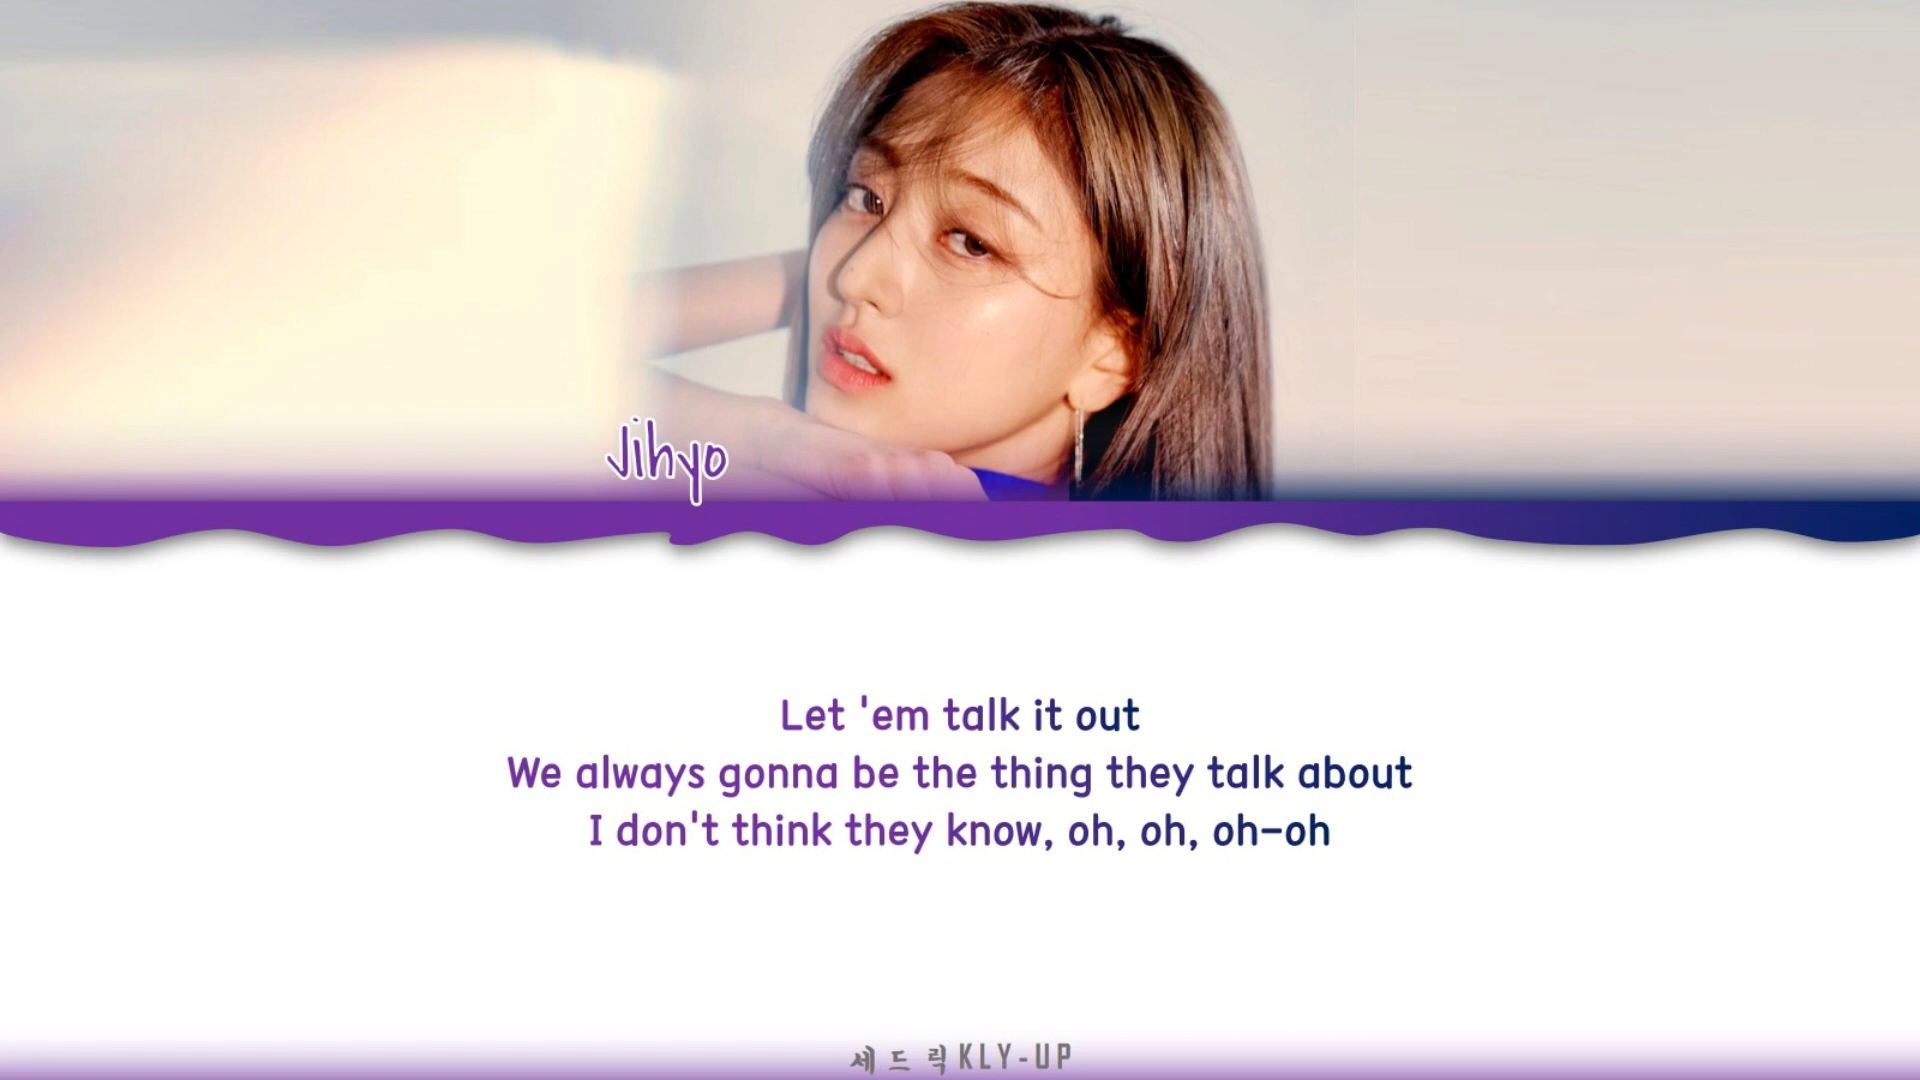 Jihyo
Let 'em talk it out
We always gonna be the thing they talk about
I don't think they know, oh, oh, oh-oh
세드릭KLY-UP